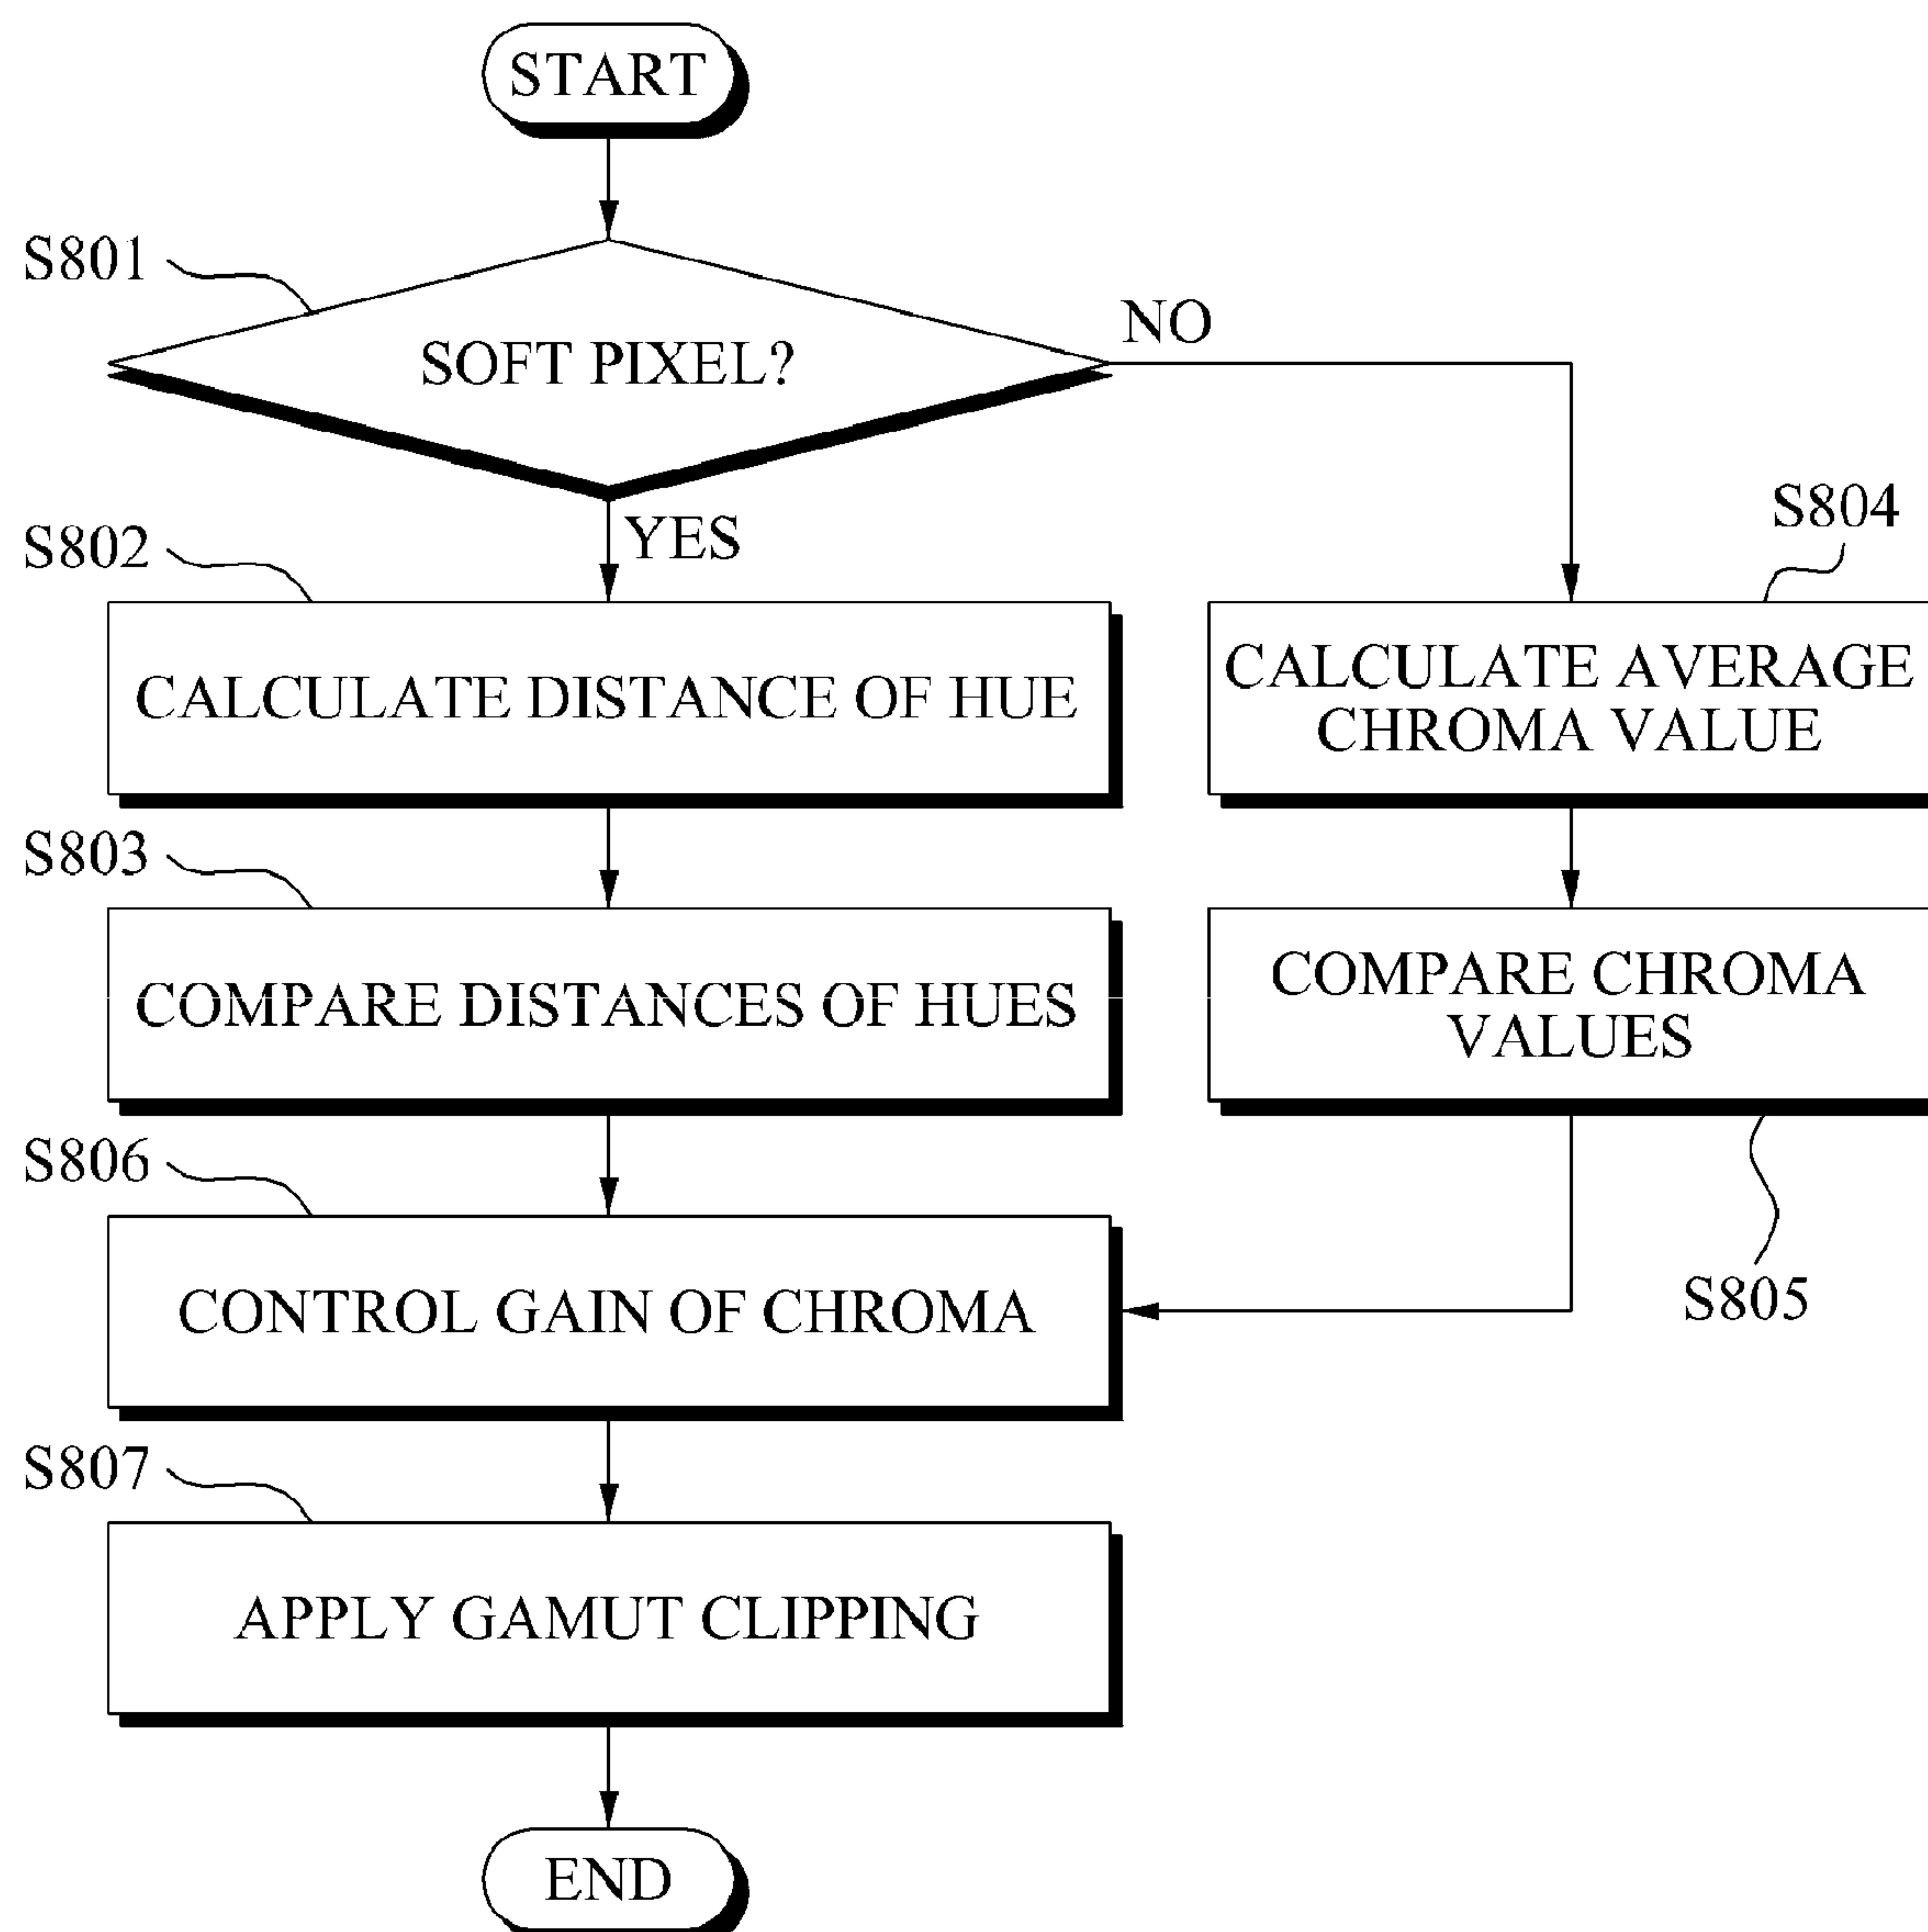 START
S801
SOFT PIXEL?
NO
YES
S802
CALCULATE DISTANCE OF HUE
S804
CALCULATE AVERAGE
CHROMA VALUE
S803
COMPARE DISTANCES OF HUES
COMPARE CHROMA
VALUES
S805
S806
CONTROL GAIN OF CHROMA
S807
APPLY GAMUT CLIPPING
END